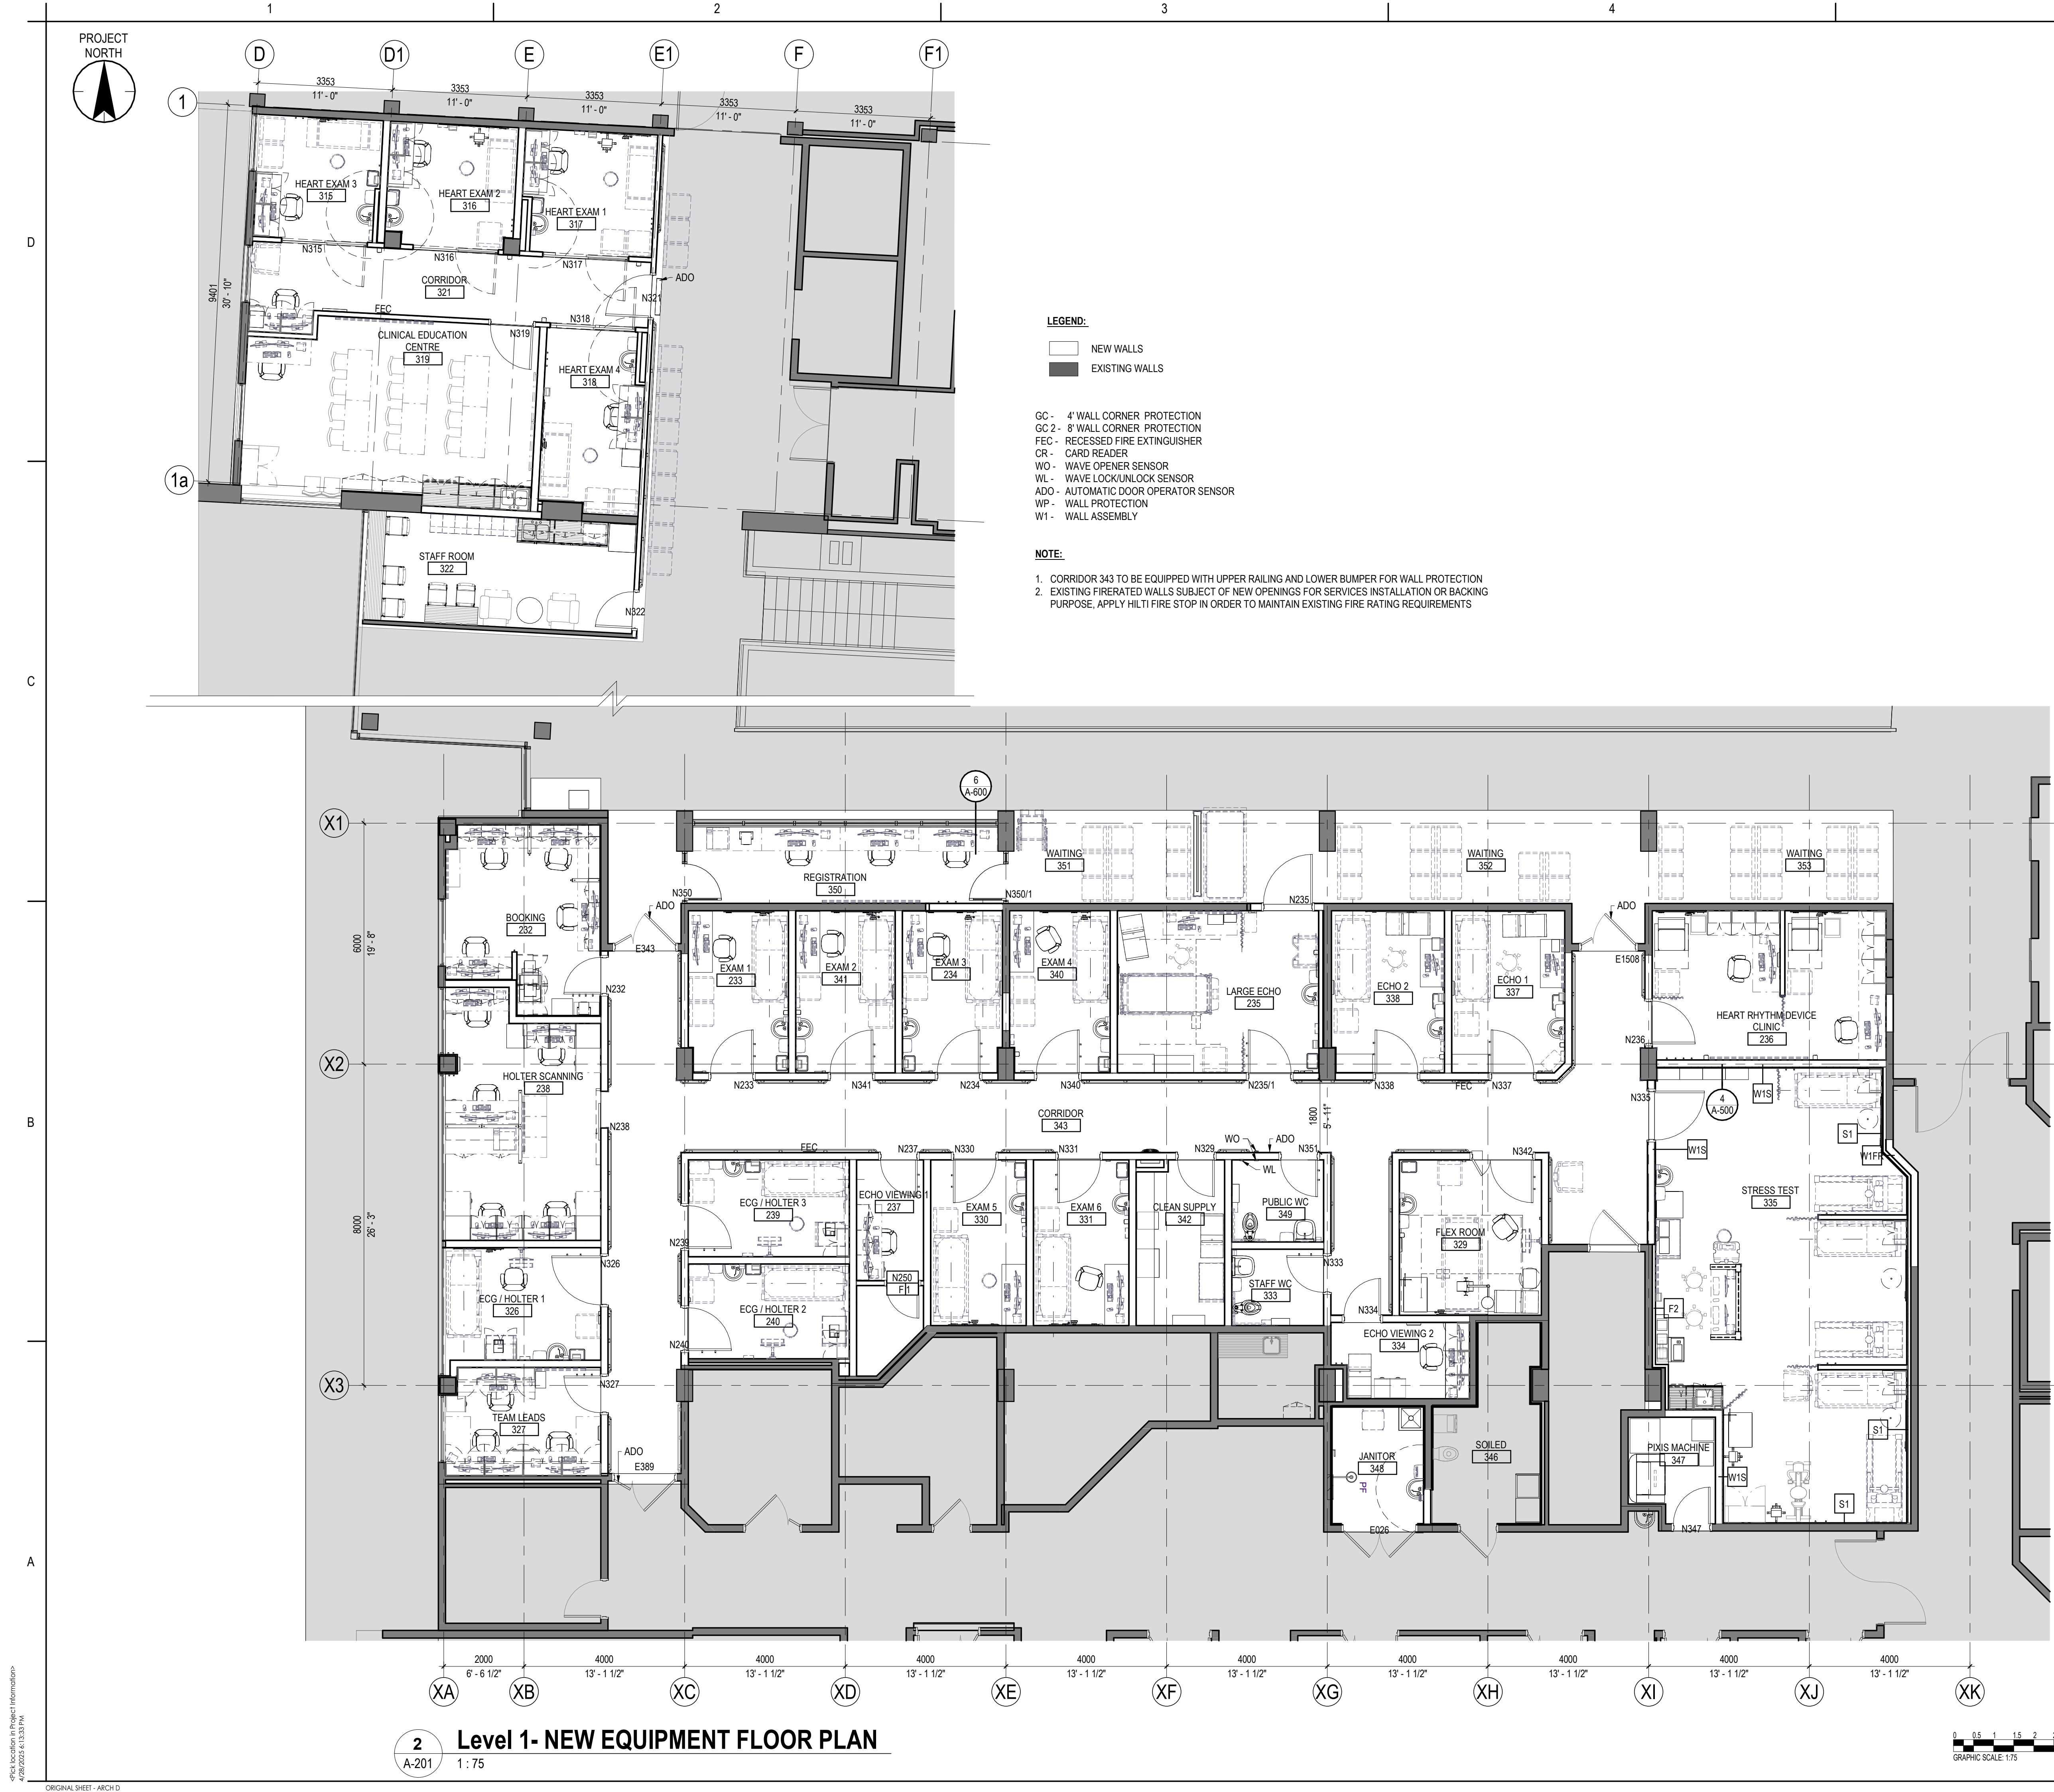 1
2
3
4
PROJECT
NORTH
D
D1
E
E1
F
F1
3353
11' - 0"
3353
11' - 0"
3353
11' - 0"
3353
11' - 0"
3353
11' - 0"
1
9401
30' - 10"
1a
D
C
B
A
HEART EXAM 3
315
HEART EXAM 2
316
HEART EXAM 1
317
N315
N316
N317
CORRIDOR
321
ADO
N321
FEC
N318
N319
CLINICAL EDUCATION
CENTRE
319
HEART EXAM 4
318
STAFF ROOM
322
N322
LEGEND:
NEW WALLS
EXISTING WALLS
GC - 4' WALL CORNER PROTECTION
GC 2 - 8' WALL CORNER PROTECTION
FEC - RECESSED FIRE EXTINGUISHER
CR - CARD READER
WO - WAVE OPENER SENSOR
WL - WAVE LOCK/UNLOCK SENSOR
ADO - AUTOMATIC DOOR OPERATOR SENSOR
WP - WALL PROTECTION
W1 - WALL ASSEMBLY
NOTE:
1. CORRIDOR 343 TO BE EQUIPPED WITH UPPER RAILING AND LOWER BUMPER FOR WALL PROTECTION
2. EXISTING FIRERATED WALLS SUBJECT OF NEW OPENINGS FOR SERVICES INSTALLATION OR BACKING
PURPOSE, APPLY HILTI FIRE STOP IN ORDER TO MAINTAIN EXISTING FIRE RATING REQUIREMENTS
6
A-600
X1
X2
X3
6000
19' - 8"
8000
26' - 3"
WAITING
351
WAITING
352
WAITING
353
REGISTRATION
350
N350
N350/1
N235
BOOKING
232
ADO
E343
N232
EXAM 1
233
EXAM 2
341
EXAM 3
234
EXAM 4
340
LARGE ECHO
235
ECHO 2
338
ECHO 1
337
ADO
E1508
HEART RHYTHM DEVICE
CLINIC
236
N236
HOLTER SCANNING
238
N233
N341
N234
N340
N235/1
N338
FEC
N337
N335
4
A-500
W1S
S1
W1S
W1FR
CORRIDOR
343
1800
5' - 11"
N238
FEC
N237
N330
N331
N329
WO
ADO
WL
N351
N342
ECG / HOLTER 3
239
ECHO VIEWING 1
237
EXAM 5
330
EXAM 6
331
CLEAN SUPPLY
342
PUBLIC WC
349
FLEX ROOM
329
STRESS TEST
335
N239
N326
N250
F1
STAFF WC
333
N333
ECG / HOLTER 1
326
ECG / HOLTER 2
240
N334
F2
N240
ECHO VIEWING 2
334
N327
TEAM LEADS
327
ADO
E389
JANITOR
348
PF
SOILED
346
PIXIS MACHINE
347
W1S
S1
S1
E026
N347
2000
6' - 6 1/2"
4000
13' - 1 1/2"
4000
13' - 1 1/2"
4000
13' - 1 1/2"
4000
13' - 1 1/2"
4000
13' - 1 1/2"
4000
13' - 1 1/2"
4000
13' - 1 1/2"
4000
13' - 1 1/2"
4000
13' - 1 1/2"
XA
XB
XC
XD
XE
XF
XG
XH
XI
XJ
XK
2
A-201
Level 1- NEW EQUIPMENT FLOOR PLAN
1 : 75
0 0.5 1 1.5 2
GRAPHIC SCALE: 1:75
<Pick location in Project Information>
4/28/2025 6:13:33 PM
ORIGINAL SHEET - ARCH D